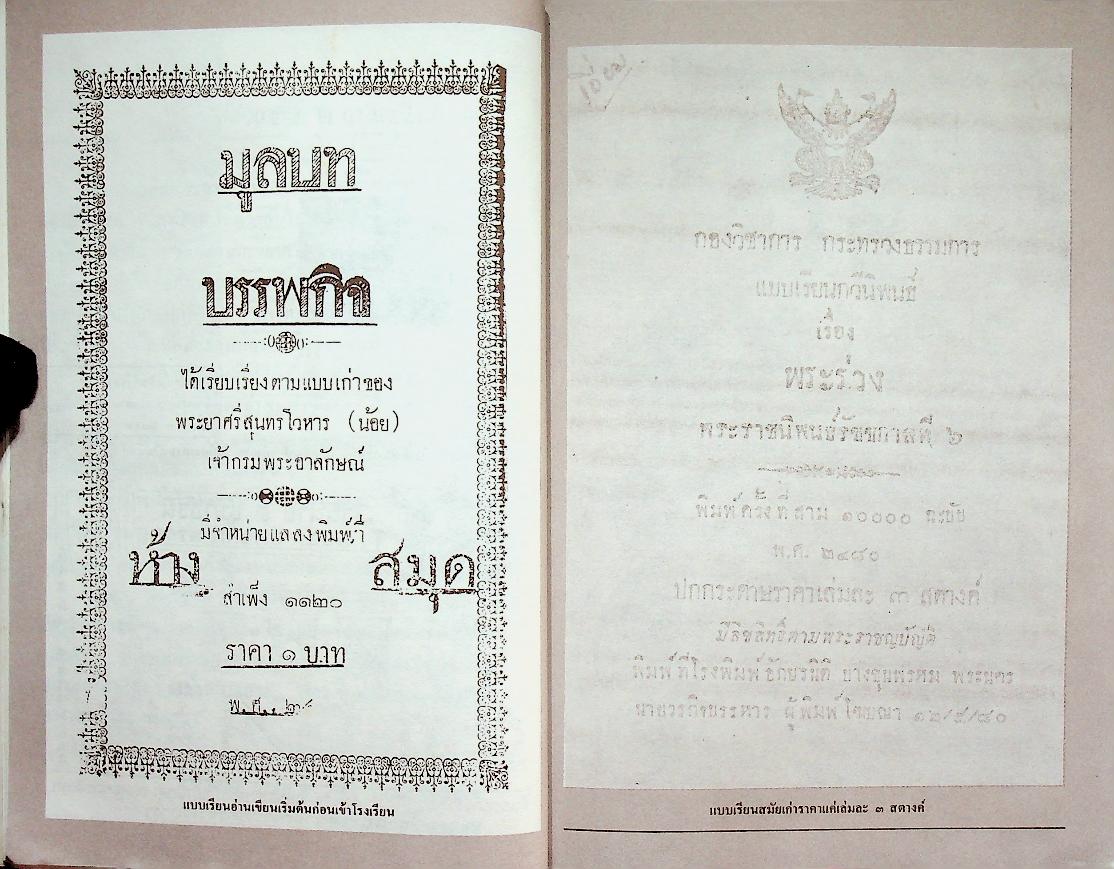 มูลบท
บรรพกิจ
ได้เรียบเรียงตามแบบเก่าของ
พระยาศรีสุนทรโวหาร (น้อย)
เจ้ากรมพระอาลักษณ์
มีจำหน่ายแลลงพิมพ์ที่
ห้าง สมุด
สำเพ็ง ๑๑๒๐
ราคา ๑ บาท
พ.ศ.
แบบเรียนอ่านเขียนเริ่มต้นก่อนเข้าโรงเรียน
กองวิชาการ กระทรวงธรรมการ
แบบเรียนกวีนิพนธ์
เรื่อง
พระร่วง
พระราชนิพนธ์รัชชกาลที่ ๖
พิมพ์ครั้งที่สาม ๑๐๐๐๐ ฉะบับ
พ.ศ. ๒๔๘๐
ปกกระดาษราคาเล่มละ ๓ สตางค์
มีลิขสิทธิ์ตามพระราชบัญญัติ
พิมพ์ที่โรงพิมพ์อักษรนิติ บางขุนพรหม พระนคร
ผู้พิมพ์โฆษณา ๑๒/๕/๘๐
แบบเรียนสมัยเก่าราคาแค่เล่มละ ๓ สตางค์